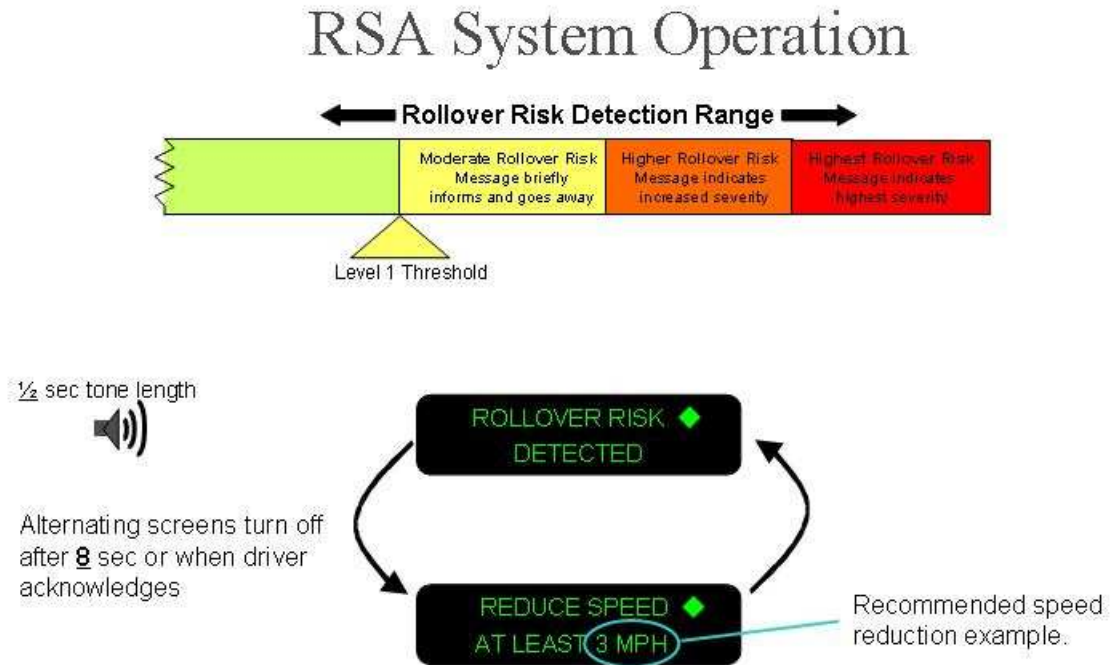 RSA System Operation
Rollover Risk Detection Range
Moderate Rollover Risk
Message briefly
informs and goes away
Higher Rollover Risk
Message indicates
increased severity
Highest Rollover Risk
Message indicates
highest severity
Level 1 Threshold
½ sec tone length
ROLLOVER RISK
DETECTED
Alternating screens turn off
after 8 sec or when driver
acknowledges
REDUCE SPEED
AT LEAST 3 MPH
Recommended speed
reduction example.